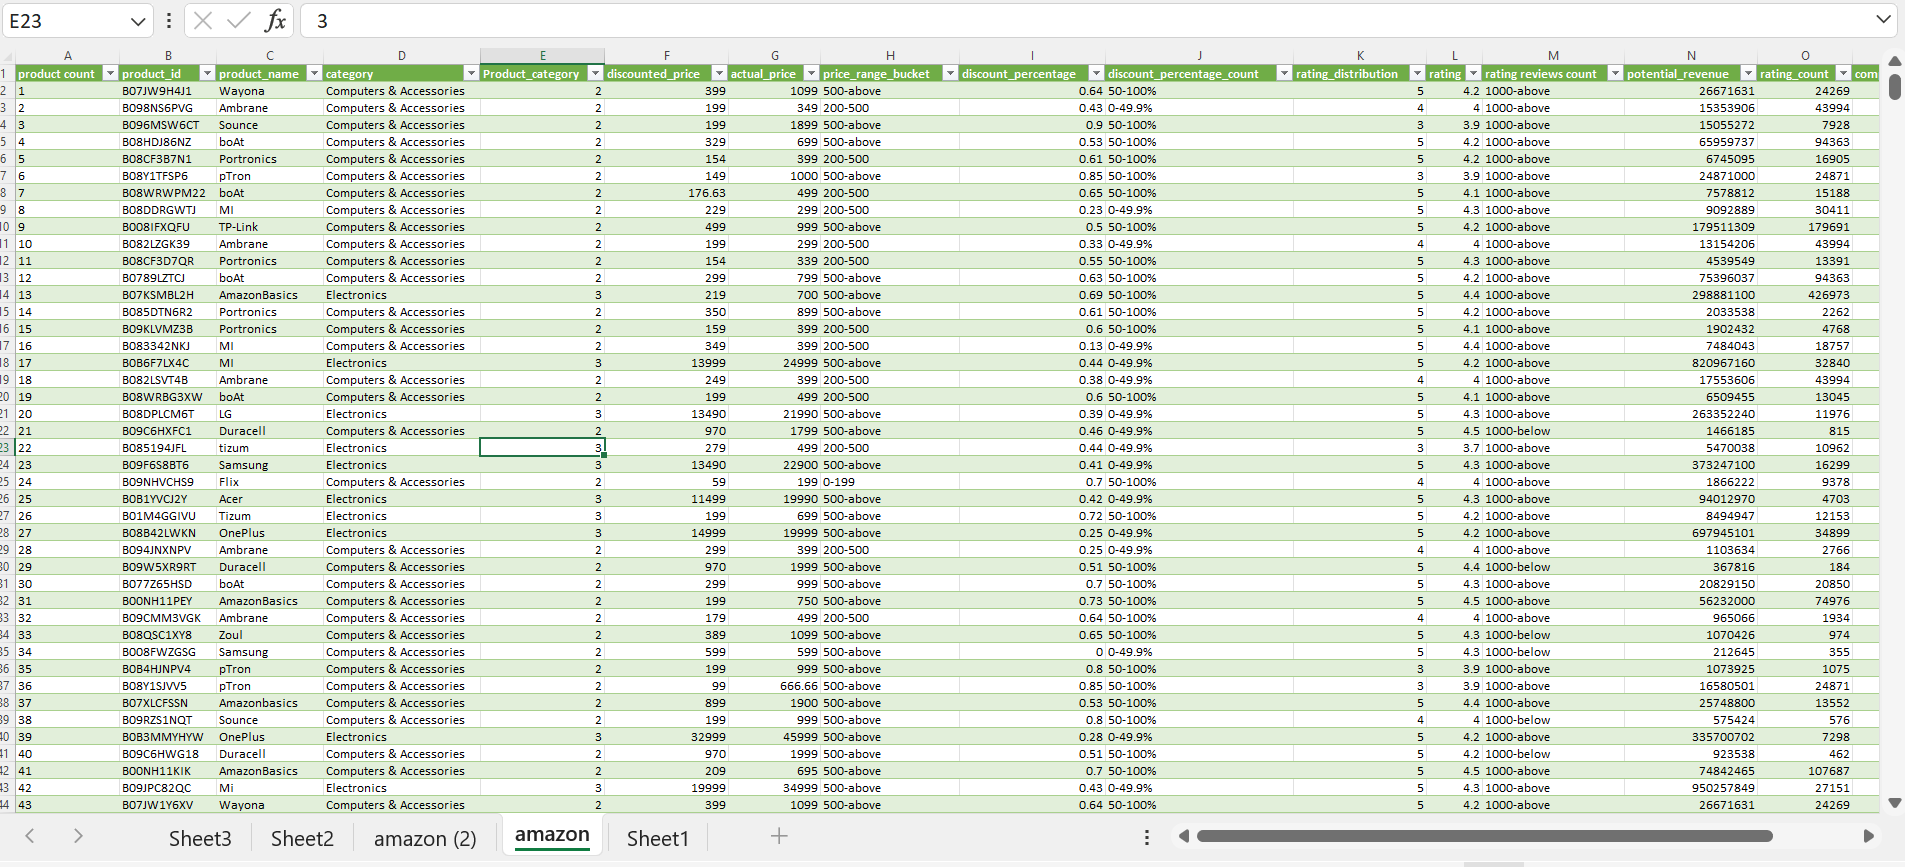 E23 fx 3
A B C D E F G H I J K L M N O
1 product count product_id product_name category Product_category discounted_price actual_price price_range_bucket discount_percentage discount_percentage_count rating_distribution rating rating reviews count potential_revenue rating_count com
2 1 B07JW9H4J1 Wayona Computers & Accessories 2 399 1099 500-above 0.64 50-100% 5 4.2 1000-above 26671631 24269
3 2 B098NS6PVG Ambrane Computers & Accessories 2 199 349 200-500 0.43 0-49.9% 4 4 1000-above 15353906 43994
4 3 B096MSW6CT Sounce Computers & Accessories 2 199 1899 500-above 0.9 50-100% 3 3.9 1000-above 15055272 7928
5 4 B08HDJ86NZ boAt Computers & Accessories 2 329 699 500-above 0.53 50-100% 5 4.2 1000-above 65959737 94363
6 5 B08CF3B7N1 Portronics Computers & Accessories 2 154 399 200-500 0.61 50-100% 5 4.2 1000-above 6745095 16905
7 6 B08Y1TFSP6 pTron Computers & Accessories 2 149 1000 500-above 0.85 50-100% 3 3.9 1000-above 24871000 24871
8 7 B08WRWPM22 boAt Computers & Accessories 2 176.63 499 200-500 0.65 50-100% 5 4.1 1000-above 7578812 15188
9 8 B08DDRGWTJ MI Computers & Accessories 2 229 299 200-500 0.23 0-49.9% 5 4.3 1000-above 9092889 30411
10 9 B008IFXQFU TP-Link Computers & Accessories 2 499 999 500-above 0.5 50-100% 5 4.2 1000-above 179511309 179691
11 10 B082LZGK39 Ambrane Computers & Accessories 2 199 299 200-500 0.33 0-49.9% 4 4 1000-above 13154206 43994
12 11 B08CF3D7QR Portronics Computers & Accessories 2 154 339 200-500 0.55 50-100% 5 4.3 1000-above 4539549 13391
13 12 B0789LZTCJ boAt Computers & Accessories 2 299 799 500-above 0.63 50-100% 5 4.2 1000-above 75396037 94363
14 13 B07KSMBL2H AmazonBasics Electronics 3 219 700 500-above 0.69 50-100% 5 4.4 1000-above 298881100 426973
15 14 B085DTN6R2 Portronics Computers & Accessories 2 350 899 500-above 0.61 50-100% 5 4.2 1000-above 2033538 2262
16 15 B09KLVMZ3B Portronics Computers & Accessories 2 159 399 200-500 0.6 50-100% 5 4.1 1000-above 1902432 4768
17 16 B083342NKJ MI Computers & Accessories 2 349 399 200-500 0.13 0-49.9% 5 4.4 1000-above 7484043 18757
18 17 B0B6F7LX4C MI Electronics 3 13999 24999 500-above 0.44 0-49.9% 5 4.2 1000-above 820967160 32840
19 18 B082LSVT4B Ambrane Computers & Accessories 2 249 399 200-500 0.38 0-49.9% 4 4 1000-above 17553606 43994
20 19 B08WRBG3XW boAt Computers & Accessories 2 199 499 200-500 0.6 50-100% 5 4.1 1000-above 6509455 13045
21 20 B08DPLCM6T LG Electronics 3 13490 21990 500-above 0.39 0-49.9% 5 4.3 1000-above 263352240 11976
22 21 B09C6HXFC1 Duracell Computers & Accessories 2 970 1799 500-above 0.46 0-49.9% 5 4.5 1000-below 1466185 815
23 22 B085194JFL tizum Electronics 3 279 499 200-500 0.44 0-49.9% 3 3.7 1000-above 5470038 10962
24 23 B09F6S8BT6 Samsung Electronics 3 13490 22900 500-above 0.41 0-49.9% 5 4.3 1000-above 373247100 16299
25 24 B09NHVCHS9 Flix Computers & Accessories 2 59 199 0-199 0.7 50-100% 4 4 1000-above 1866222 9378
26 25 B0B1YVCJ2Y Acer Electronics 3 11499 19990 500-above 0.42 0-49.9% 5 4.3 1000-above 94012970 4703
27 26 B01M4GGIVU Tizum Electronics 3 199 699 500-above 0.72 50-100% 5 4.2 1000-above 8494947 12153
28 27 B08B42LWKN OnePlus Electronics 3 14999 19999 500-above 0.25 0-49.9% 5 4.2 1000-above 697945101 34899
29 28 B094JNXNPV Ambrane Computers & Accessories 2 299 399 200-500 0.25 0-49.9% 4 4 1000-above 1103634 2766
30 29 B09W5XR9RT Duracell Computers & Accessories 2 970 1999 500-above 0.51 50-100% 5 4.4 1000-below 367816 184
31 30 B077Z65HSD boAt Computers & Accessories 2 299 999 500-above 0.7 50-100% 5 4.3 1000-above 20829150 20850
32 31 B00NH11PEY AmazonBasics Computers & Accessories 2 199 750 500-above 0.73 50-100% 5 4.5 1000-above 56232000 74976
33 32 B09CMM3VGK Ambrane Computers & Accessories 2 179 499 200-500 0.64 50-100% 4 4 1000-above 965066 1934
34 33 B08QSC1XY8 Zoul Computers & Accessories 2 389 1099 500-above 0.65 50-100% 5 4.3 1000-below 1070426 974
35 34 B008FWZGSG Samsung Computers & Accessories 2 599 599 500-above 0 0-49.9% 5 4.3 1000-below 212645 355
36 35 B0B4HJNPV4 pTron Computers & Accessories 2 199 999 500-above 0.8 50-100% 3 3.9 1000-above 1073925 1075
37 36 B08Y1SJVV5 pTron Computers & Accessories 2 99 666.66 500-above 0.85 50-100% 3 3.9 1000-above 16580501 24871
38 37 B07XLCFSSN Amazonbasics Computers & Accessories 2 899 1900 500-above 0.53 50-100% 5 4.4 1000-above 25748800 13552
39 38 B09RZS1NQT Sounce Computers & Accessories 2 199 999 500-above 0.8 50-100% 4 4 1000-below 575424 576
40 39 B0B3MMYHYW OnePlus Electronics 3 32999 45999 500-above 0.28 0-49.9% 5 4.2 1000-above 335700702 7298
41 40 B09C6HWG18 Duracell Computers & Accessories 2 970 1999 500-above 0.51 50-100% 5 4.2 1000-below 923538 462
42 41 B00NH11KIK AmazonBasics Computers & Accessories 2 209 695 500-above 0.7 50-100% 5 4.5 1000-above 74842465 107687
43 42 B09JPC82QC Mi Electronics 3 19999 34999 500-above 0.43 0-49.9% 5 4.3 1000-above 950257849 27151
44 43 B07JW1Y6XV Wayona Computers & Accessories 2 399 1099 500-above 0.64 50-100% 5 4.2 1000-above 26671631 24269
Sheet3 Sheet2 amazon (2) amazon Sheet1